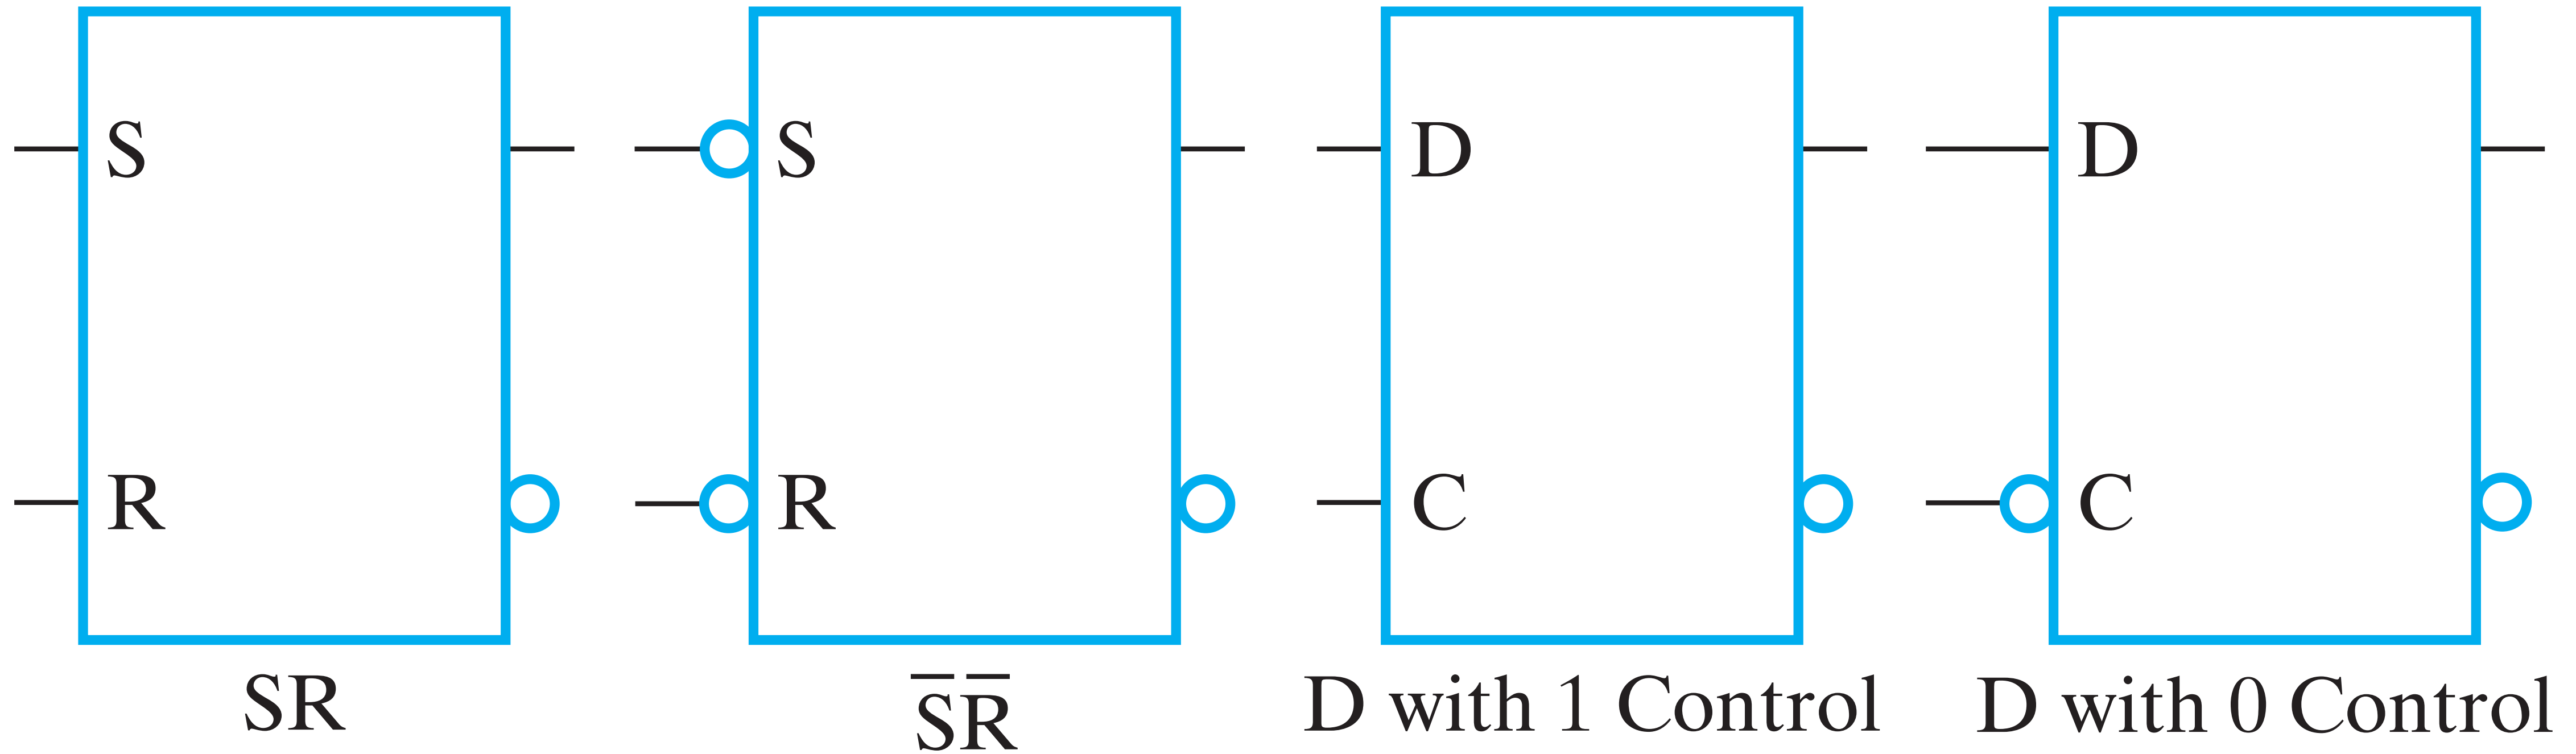 S S D D
R R C C
SR S̅R̅ D with 1 Control D with 0 Control